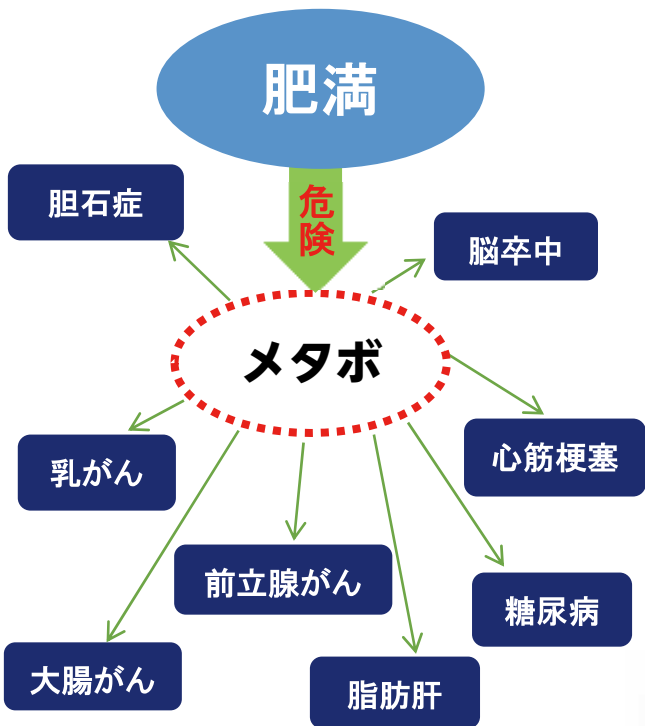 肥満
危険
胆石症
脳卒中
メタボ
心筋梗塞
乳がん
前立腺がん
糖尿病
大腸がん
脂肪肝